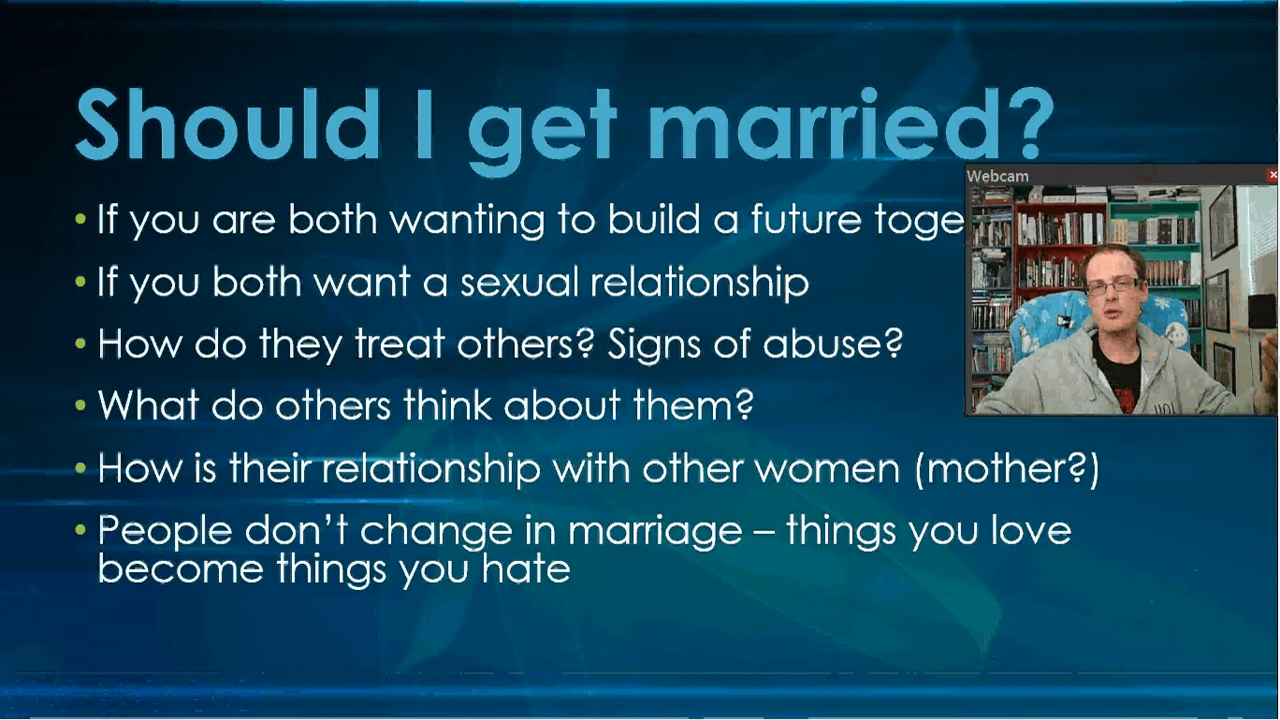 Should I get married?
Webcam
• If you are both wanting to build a future toge
• If you both want a sexual relationship
• How do they treat others? Signs of abuse?
• What do others think about them?
• How is their relationship with other women (mother?)
• People don't change in marriage – things you love
become things you hate